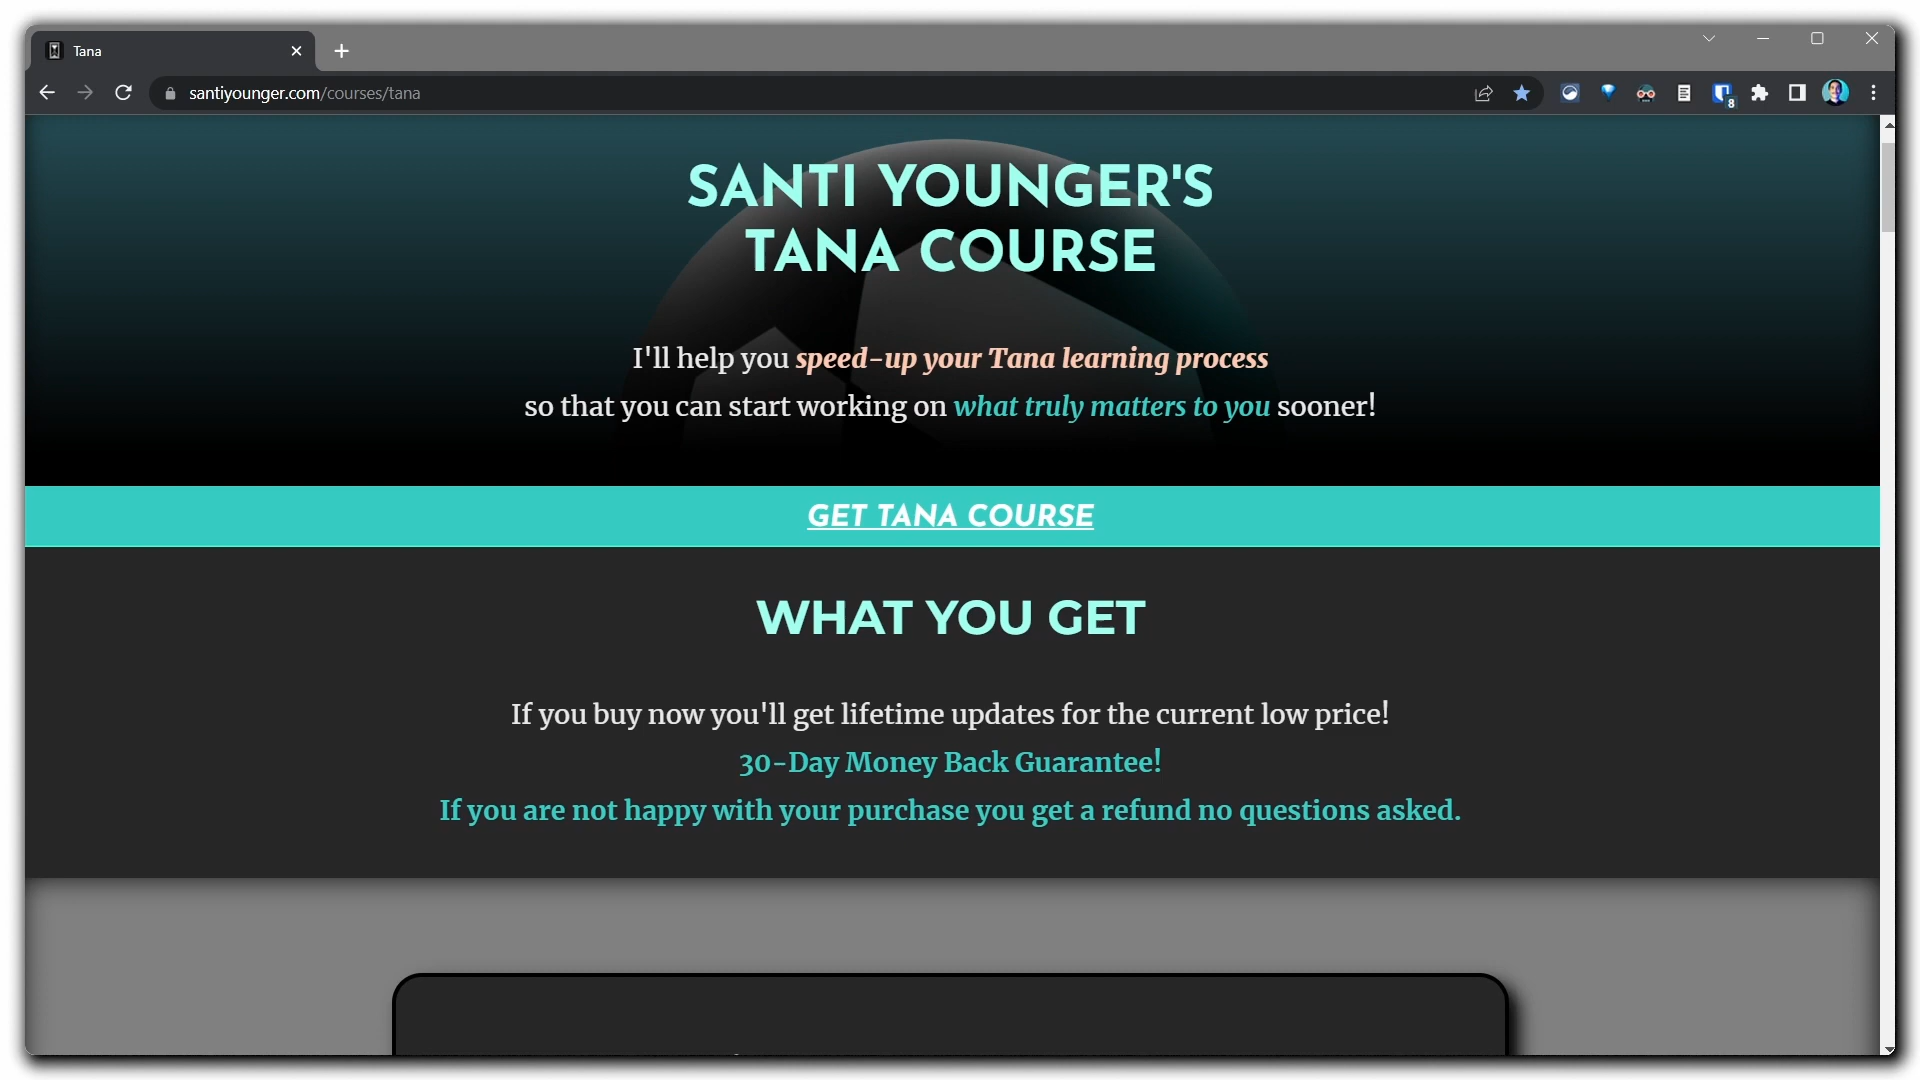 Tana
santiyounger.com/courses/tana
8
SANTI YOUNGER'S
TANA COURSE
I'll help you speed-up your Tana learning process
so that you can start working on what truly matters to you sooner!
GET TANA COURSE
WHAT YOU GET
If you buy now you'll get lifetime updates for the current low price!
30-Day Money Back Guarantee!
If you are not happy with your purchase you get a refund no questions asked.